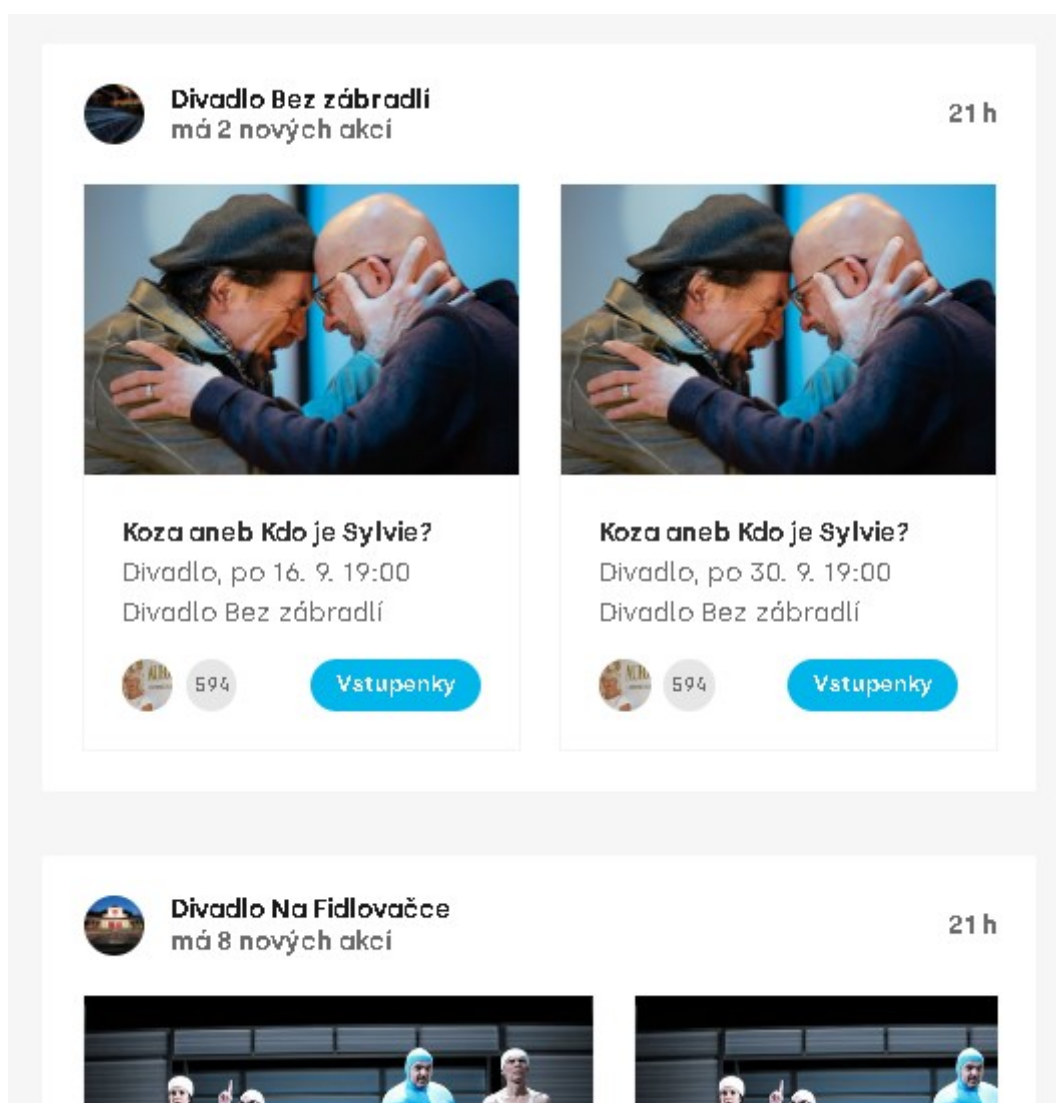 Divadlo Bez zábradlí
má 2 nových akcí
21 h
Koza aneb Kdo je Sylvie?
Divadlo, po 16. 9. 19:00
Divadlo Bez zábradlí
594
Vstupenky
Koza aneb Kdo je Sylvie?
Divadlo, po 30. 9. 19:00
Divadlo Bez zábradlí
594
Vstupenky
Divadlo Na Fidlovačce
má 8 nových akcí
21 h